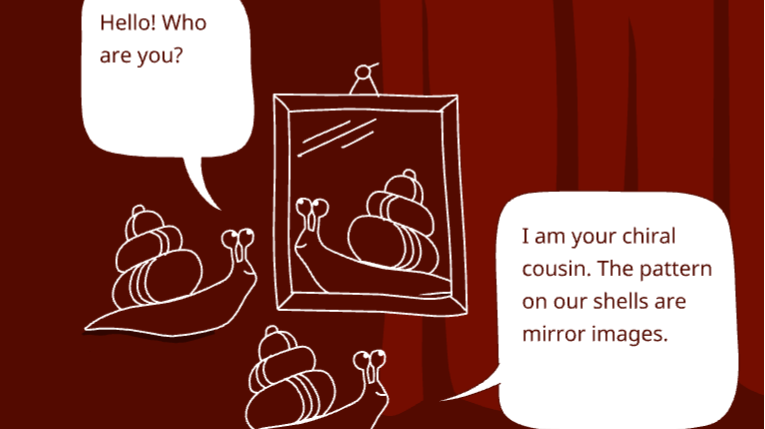 Hello! Who
are you?
I am your chiral
cousin. The pattern
on our shells are
mirror images.